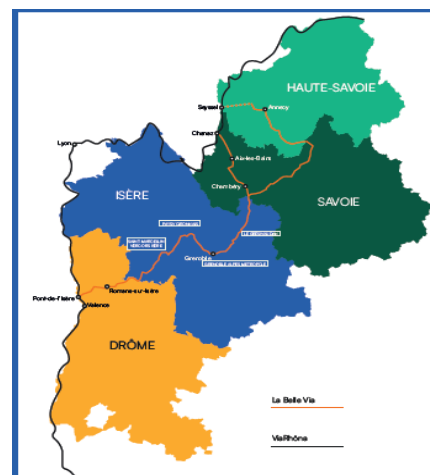 HAUTE-SAVOIE
Seyssel
Annecy
Chanaz
Lyon
Aix-les-Bains
Chambéry
ISÈRE
SAVOIE
Grenoble
Romans-sur-Isère
Pont-de-l'Isère
Valence
DRÔME
La Belle Via
ViaRhôna